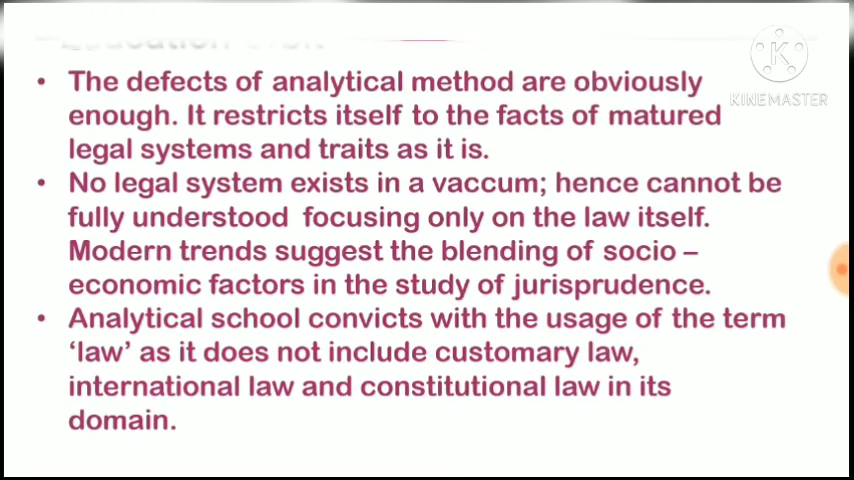 K
KINEMASTER
• The defects of analytical method are obviously
enough. It restricts itself to the facts of matured
legal systems and traits as it is.
• No legal system exists in a vaccum; hence cannot be
fully understood focusing only on the law itself.
Modern trends suggest the blending of socio –
economic factors in the study of jurisprudence.
• Analytical school convicts with the usage of the term
‘law’ as it does not include customary law,
international law and constitutional law in its
domain.